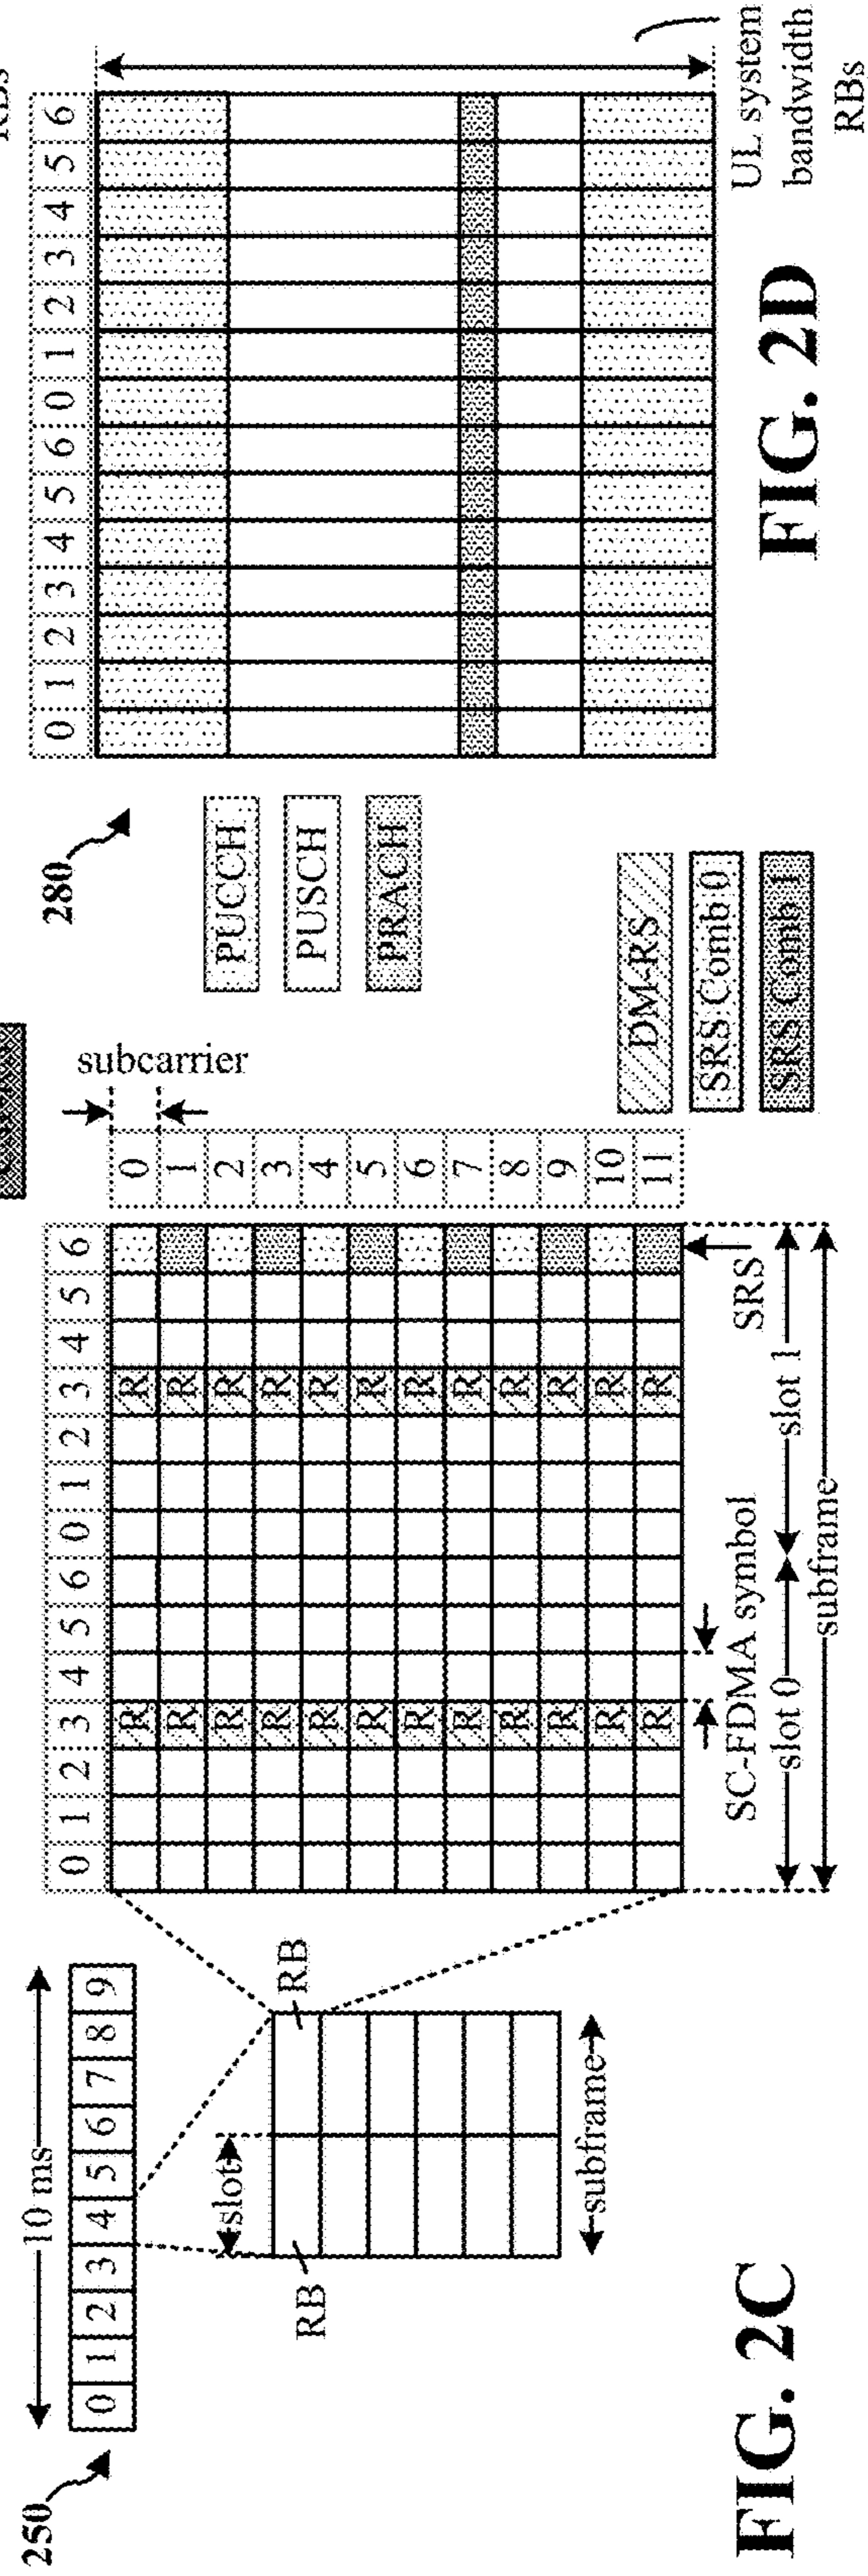 250
10 ms
0 1 2 3 4 5 6 7 8 9
slot
RB
RB
subframe
FIG. 2C
0 1 2 3 4 5 6 0 1 2 3 4 5 6
subcarrier
0
1
2
3
4
5
6
7
8
9
10
11
R R
R R
R R
R R
R R
R R
R R
R R
R R
R R
R R
R R
SC-FDMA symbol
SRS
slot 0
slot 1
subframe
DM-RS
SRS Comb 0
SRS Comb 1
280
PUCCH
PUSCH
PRACH
0 1 2 3 4 5 6 0 1 2 3 4 5 6
RBs
UL system
bandwidth
RBs
FIG. 2D